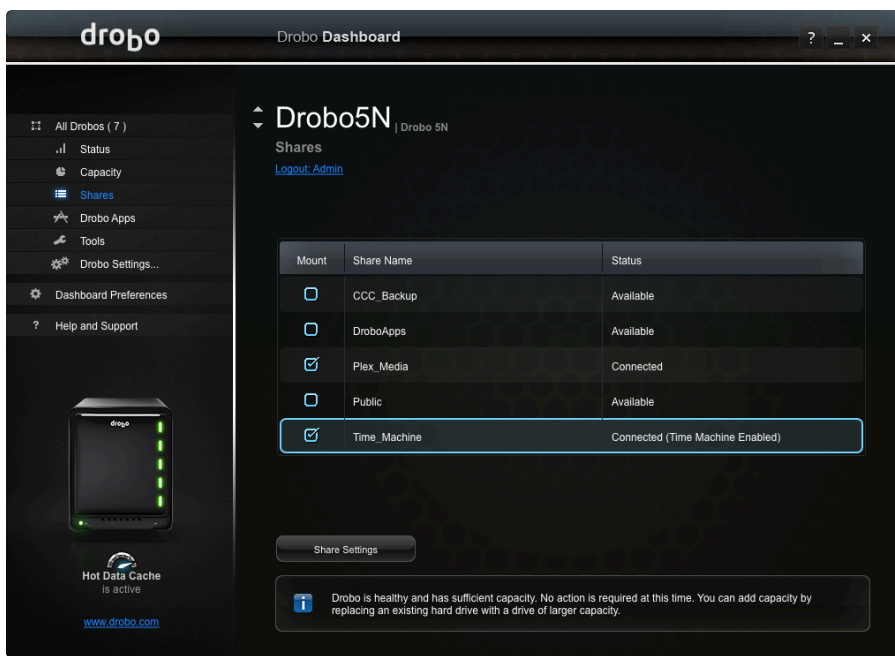 drobo
Drobo Dashboard
? _ ×
All Drobos ( 7 )
Status
Capacity
Shares
Drobo Apps
Tools
Drobo Settings...
Dashboard Preferences
? Help and Support
drobo
Hot Data Cache
is active
www.drobo.com
Drobo5N | Drobo 5N
Shares
Logout: Admin
Mount Share Name Status
CCC_Backup Available
DroboApps Available
Plex_Media Connected
Public Available
Time_Machine Connected (Time Machine Enabled)
Share Settings
i
Drobo is healthy and has sufficient capacity. No action is required at this time. You can add capacity by
replacing an existing hard drive with a drive of larger capacity.